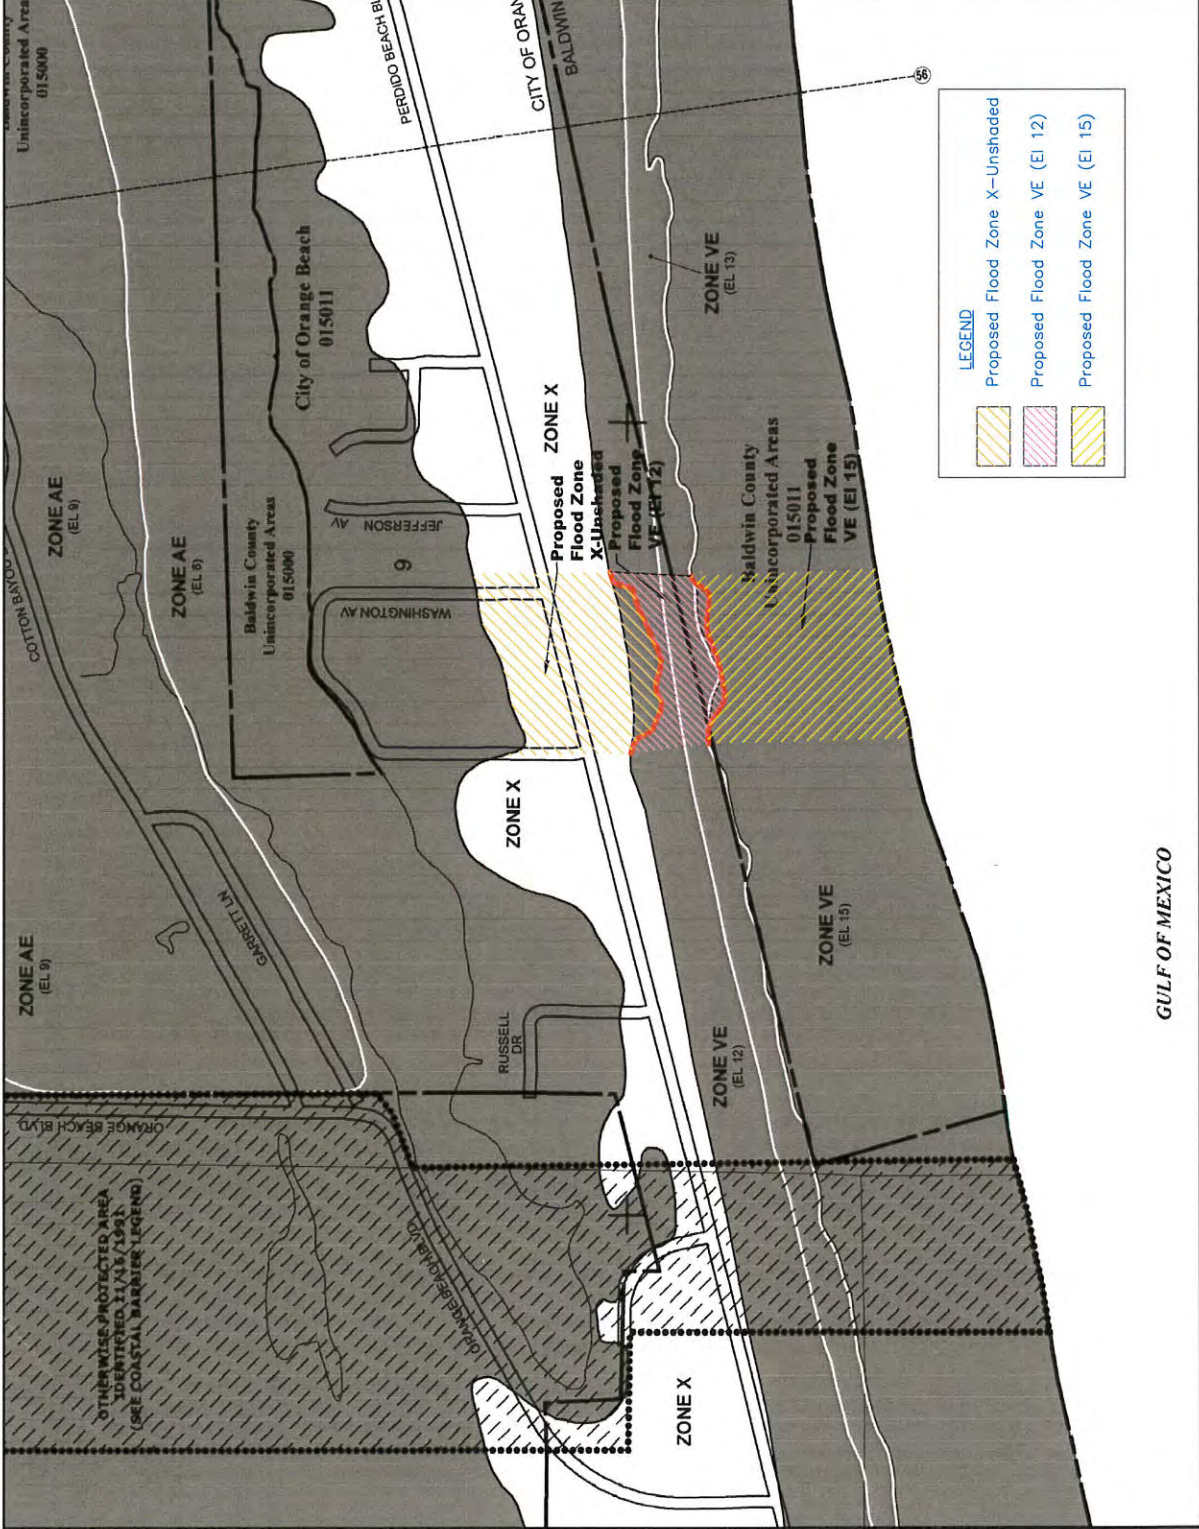 Unincorporated Areas
015000
PERDIDO BEACH
CITY OF ORAN
BALDWIN
56
City of Orange Beach
015011
ZONE VE
(EL 13)
LEGEND
Proposed Flood Zone X-Unshaded
Proposed Flood Zone VE (El 12)
Proposed Flood Zone VE (El 15)
ZONE AE
(EL 9)
COTTON BAYOU
ZONE AE
(EL 8)
Baldwin County
Unincorporated Areas
015000
JEFFERSON
AV
9
WASHINGTON AV
ZONE X
Proposed
Flood Zone
X-Unshaded
Proposed
Flood Zone
VE (El 12)
Baldwin County
Unincorporated Areas
015011
Proposed
Flood Zone
VE (El 15)
ZONE X
ZONE AE
(EL 9)
GARRETT LN
RUSSELL
DR
ZONE VE
(EL 12)
ZONE VE
(EL 15)
GULF OF MEXICO
ORANGE BEACH BLVD
OTHERWISE PROTECTED AREA
IDENTIFIED 11/16/1991
(SEE COASTAL BARRIER LEGEND)
ORANGE BEACH BLVD
ZONE X